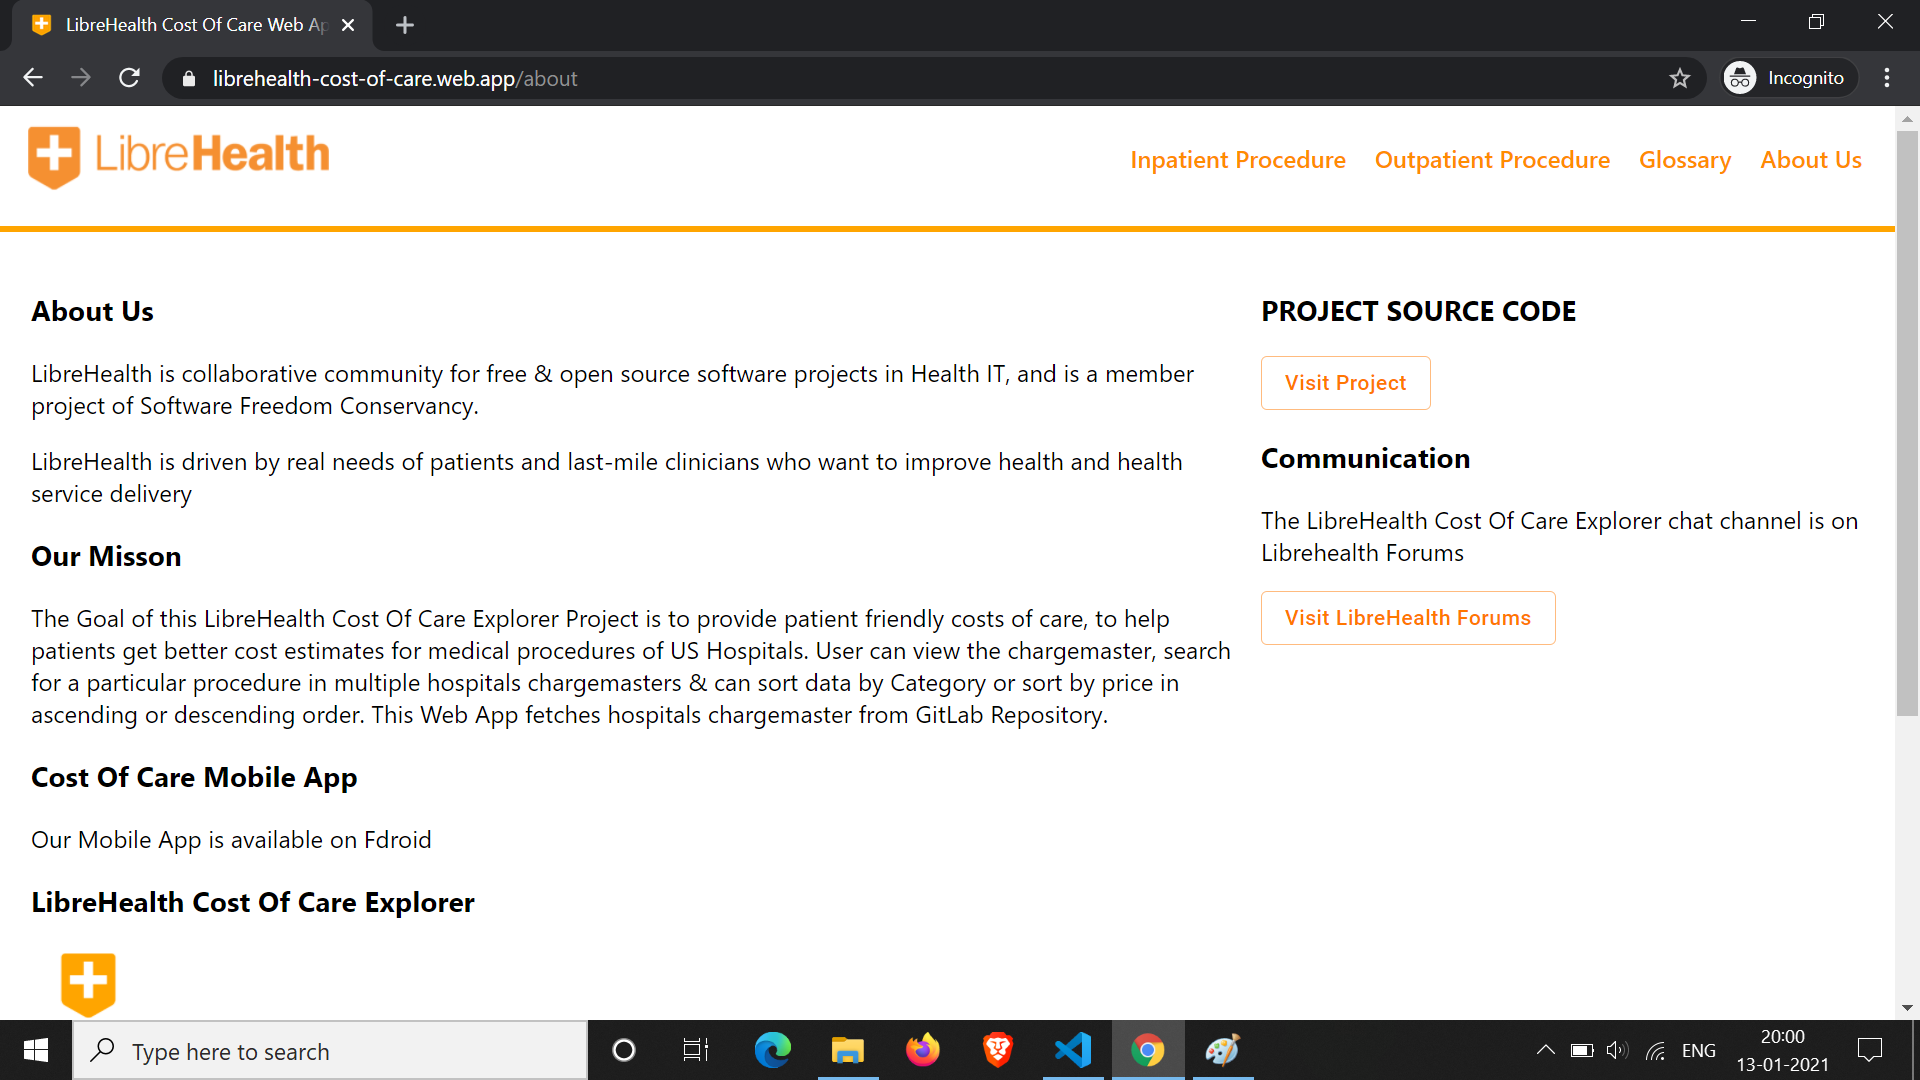 LibreHealth Cost Of Care Web Ap
librehealth-cost-of-care.web.app/about
Incognito
LibreHealth
Inpatient Procedure
Outpatient Procedure
Glossary
About Us
About Us
LibreHealth is collaborative community for free & open source software projects in Health IT, and is a member
project of Software Freedom Conservancy.
LibreHealth is driven by real needs of patients and last-mile clinicians who want to improve health and health
service delivery
Our Misson
The Goal of this LibreHealth Cost Of Care Explorer Project is to provide patient friendly costs of care, to help
patients get better cost estimates for medical procedures of US Hospitals. User can view the chargemaster, search
for a particular procedure in multiple hospitals chargemasters & can sort data by Category or sort by price in
ascending or descending order. This Web App fetches hospitals chargemaster from GitLab Repository.
Cost Of Care Mobile App
Our Mobile App is available on Fdroid
LibreHealth Cost Of Care Explorer
PROJECT SOURCE CODE
Visit Project
Communication
The LibreHealth Cost Of Care Explorer chat channel is on
Librehealth Forums
Visit LibreHealth Forums
Type here to search
ENG
20:00
13-01-2021